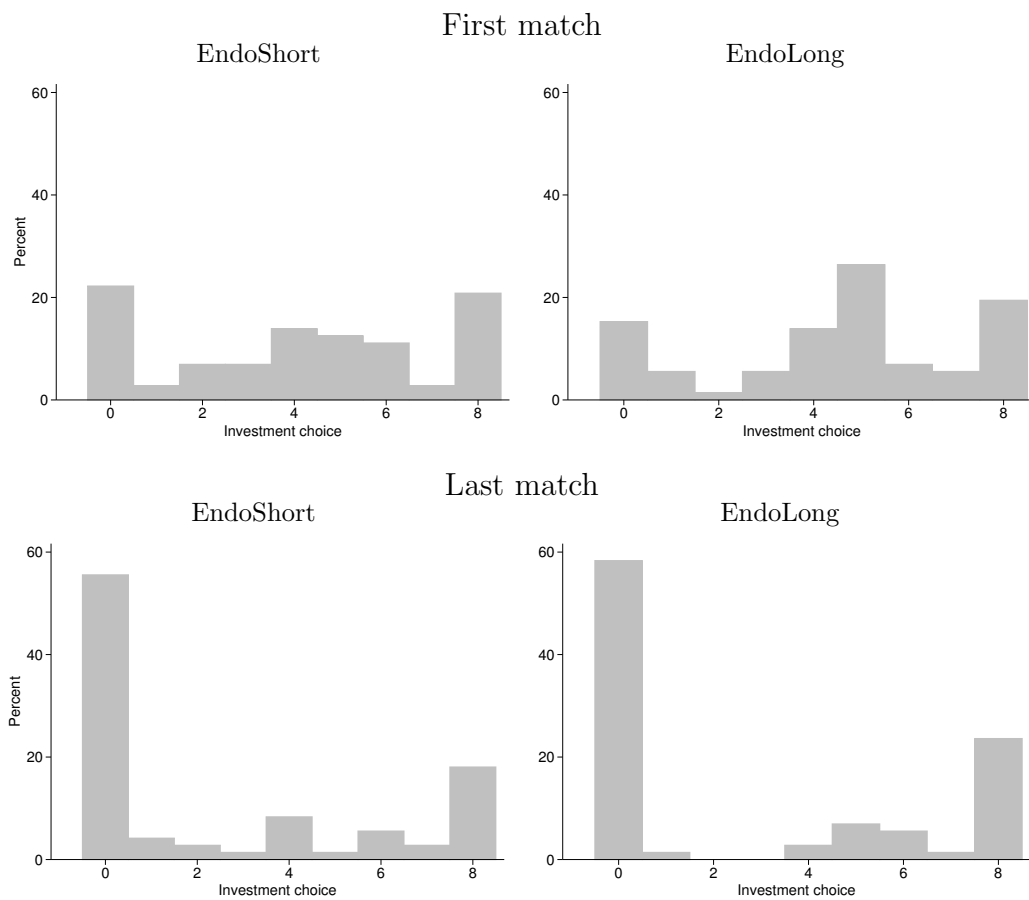 First match
EndoShort EndoLong
60 60
40 40
Percent
20 20
0 0
0 2 4 6 8 0 2 4 6 8
Investment choice Investment choice
Last match
EndoShort EndoLong
60 60
40 40
Percent
20 20
0 0
0 2 4 6 8 0 2 4 6 8
Investment choice Investment choice